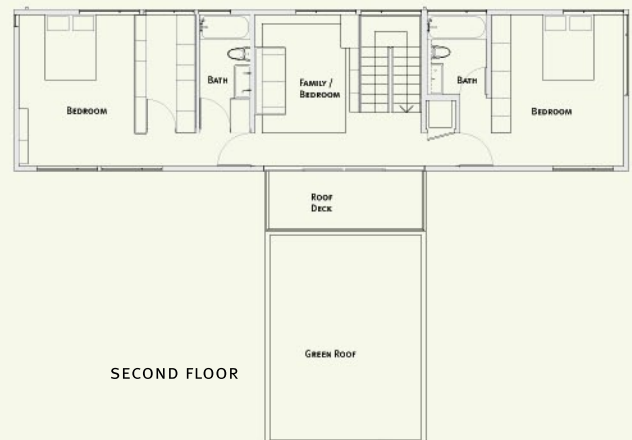 BEDROOM
BATH
FAMILY /
BEDROOM
BATH
BEDROOM
ROOF
DECK
GREEN ROOF
SECOND FLOOR